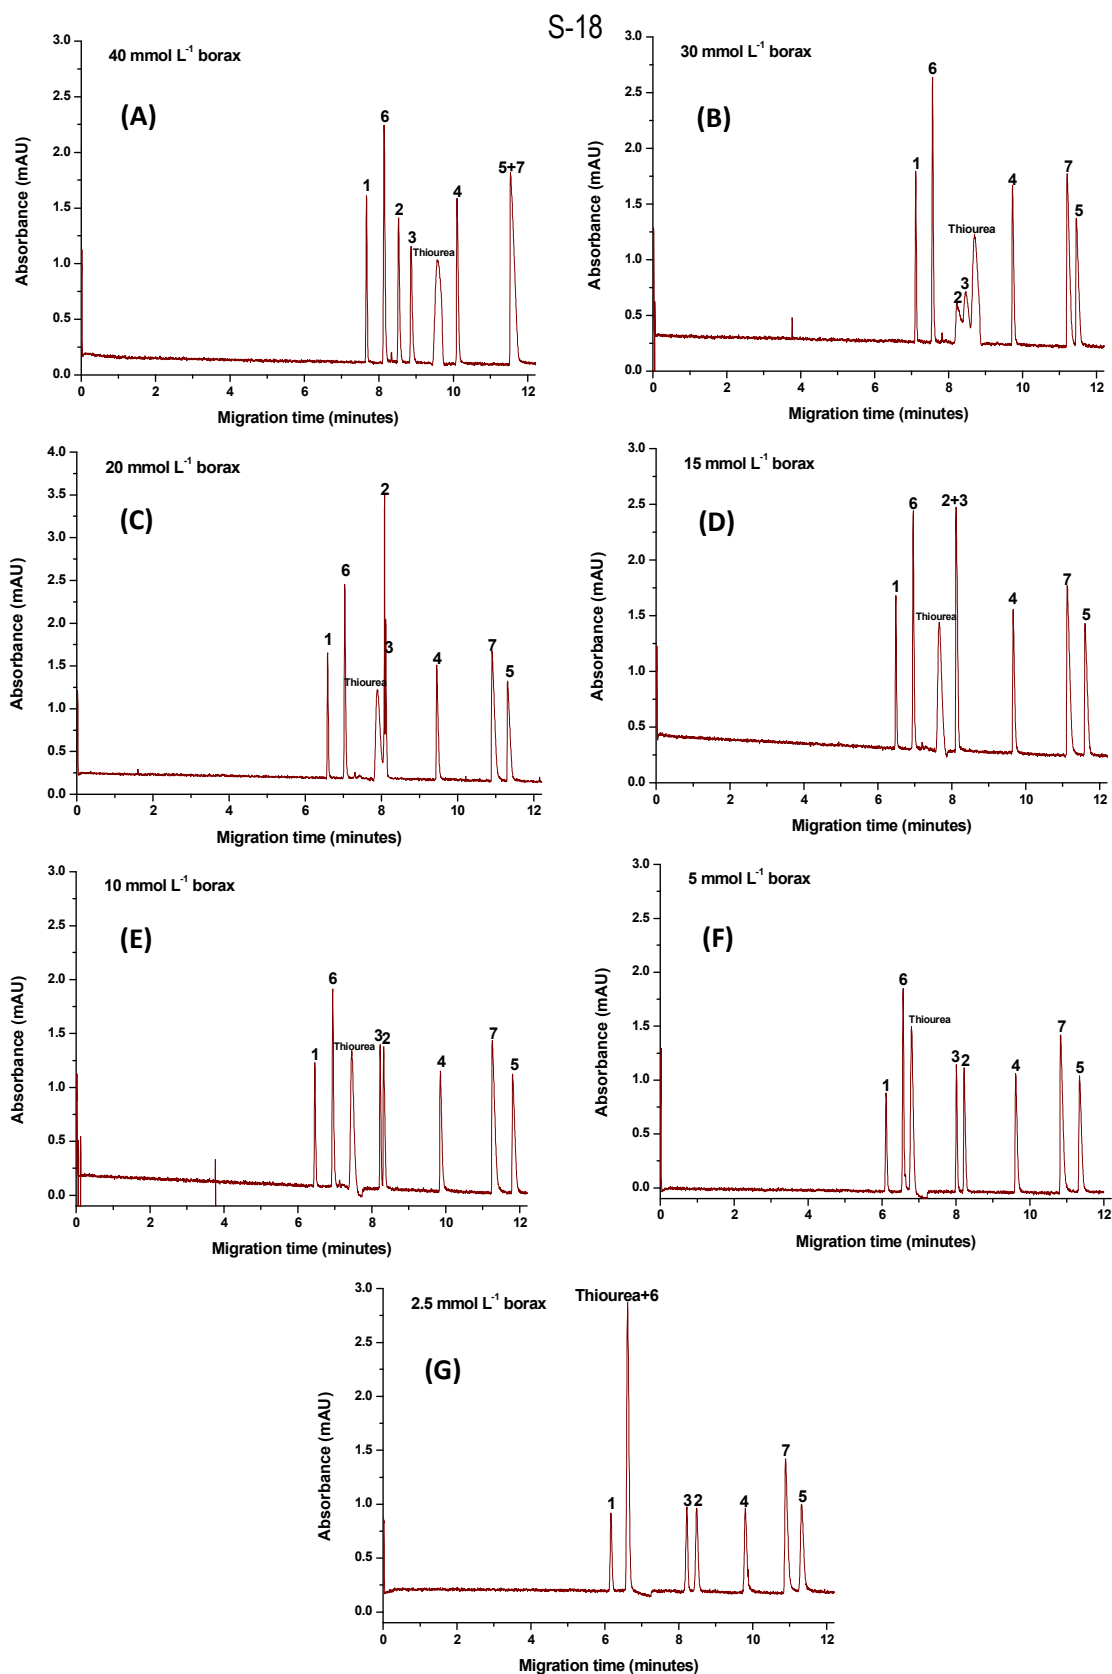 S-18
40 mmol L⁻¹ borax
(A)
3.0
2.5
2.0
1.5
1.0
0.5
0.0
Absorbance (mAU)
1
6
2
3
Thiourea
4
5+7
0 2 4 6 8 10 12
Migration time (minutes)
30 mmol L⁻¹ borax
(B)
3.0
2.5
2.0
1.5
1.0
0.5
0.0
Absorbance (mAU)
1
6
2
3
Thiourea
4
7
5
0 2 4 6 8 10 12
Migration time (minutes)
20 mmol L⁻¹ borax
(C)
4.0
3.5
3.0
2.5
2.0
1.5
1.0
0.5
0.0
Absorbance (mAU)
1
6
Thiourea
2
3
4
7
5
0 2 4 6 8 10 12
Migration time (minutes)
15 mmol L⁻¹ borax
(D)
3.0
2.5
2.0
1.5
1.0
0.5
0.0
Absorbance (mAU)
1
6
Thiourea
2+3
4
7
5
0 2 4 6 8 10 12
Migration time (minutes)
10 mmol L⁻¹ borax
(E)
3.0
2.5
2.0
1.5
1.0
0.5
0.0
Absorbance (mAU)
1
6
Thiourea
3 2
4
7
5
0 2 4 6 8 10 12
Migration time (minutes)
5 mmol L⁻¹ borax
(F)
3.0
2.5
2.0
1.5
1.0
0.5
0.0
Absorbance (mAU)
1
6
Thiourea
3 2
4
7
5
0 2 4 6 8 10 12
Migration time (minutes)
2.5 mmol L⁻¹ borax
(G)
3.0
2.5
2.0
1.5
1.0
0.5
0.0
Absorbance (mAU)
1
Thiourea+6
3 2
4
7
5
0 2 4 6 8 10 12
Migration time (minutes)